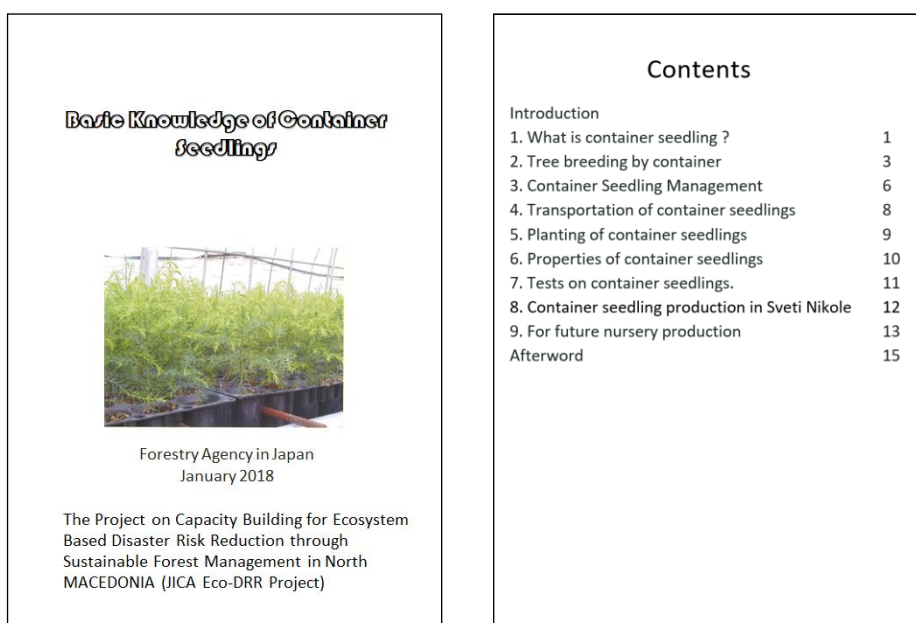 Basic Knowledge of Container
Seedlings
Forestry Agency in Japan
January 2018
The Project on Capacity Building for Ecosystem
Based Disaster Risk Reduction through
Sustainable Forest Management in North
MACEDONIA (JICA Eco-DRR Project)
Contents
Introduction
1. What is container seedling ? 1
2. Tree breeding by container 3
3. Container Seedling Management 6
4. Transportation of container seedlings 8
5. Planting of container seedlings 9
6. Properties of container seedlings 10
7. Tests on container seedlings. 11
8. Container seedling production in Sveti Nikole 12
9. For future nursery production 13
Afterword 15